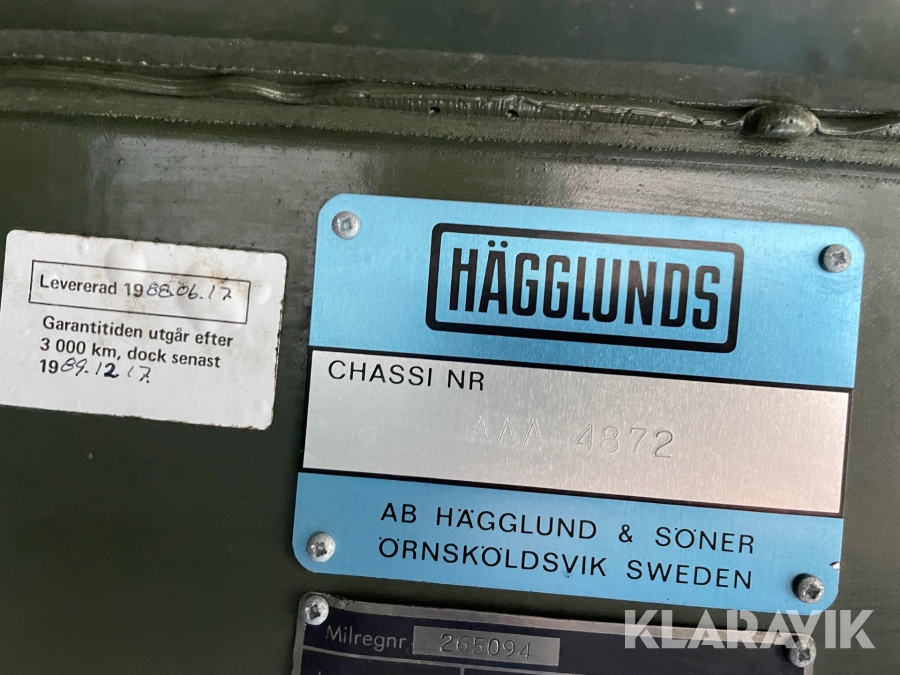 Levererad 1988.06.17.
Garantitiden utgår efter
3 000 km, dock senast
1989.12.17.
HÄGGLUNDS
CHASSI NR
AAA 4872
AB HÄGGLUND & SÖNER
ÖRNSKÖLDSVIK SWEDEN
Milregnr 265094
KLARAVIK